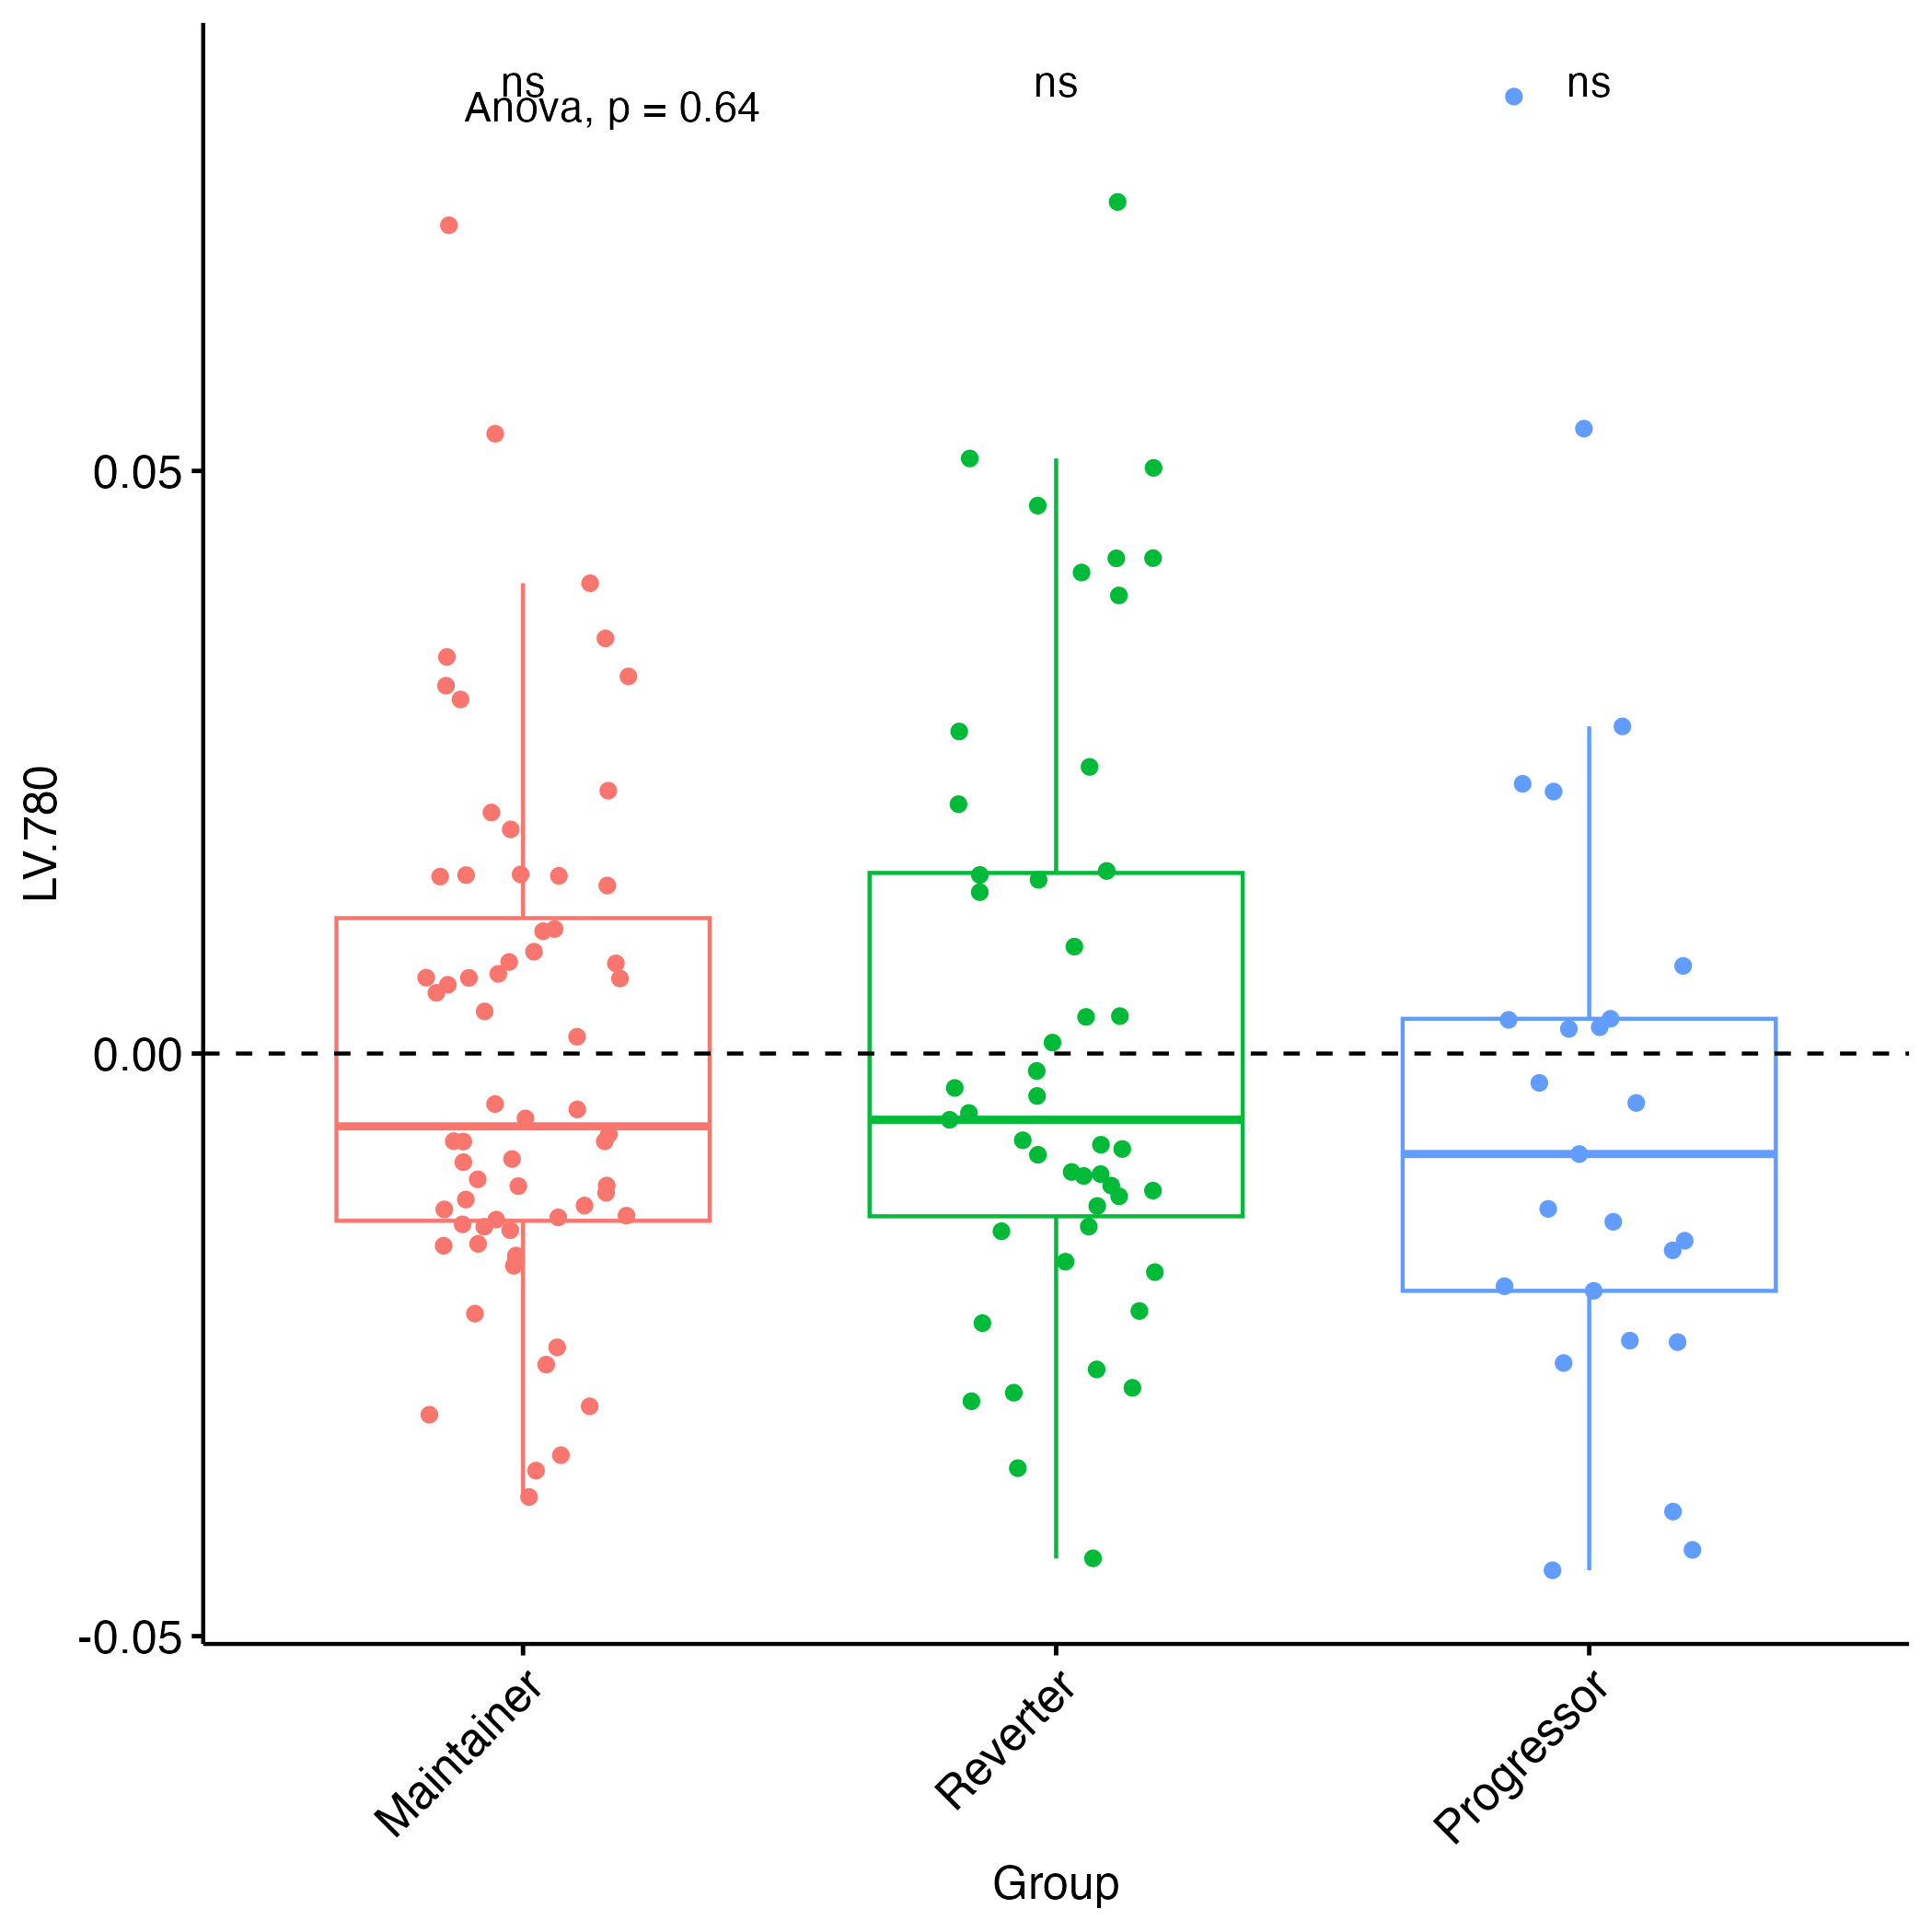 ns
ns
ns
Anova, p = 0.64
0.05
0.00
-0.05
LV.780
Maintainer
Reverter
Progressor
Group